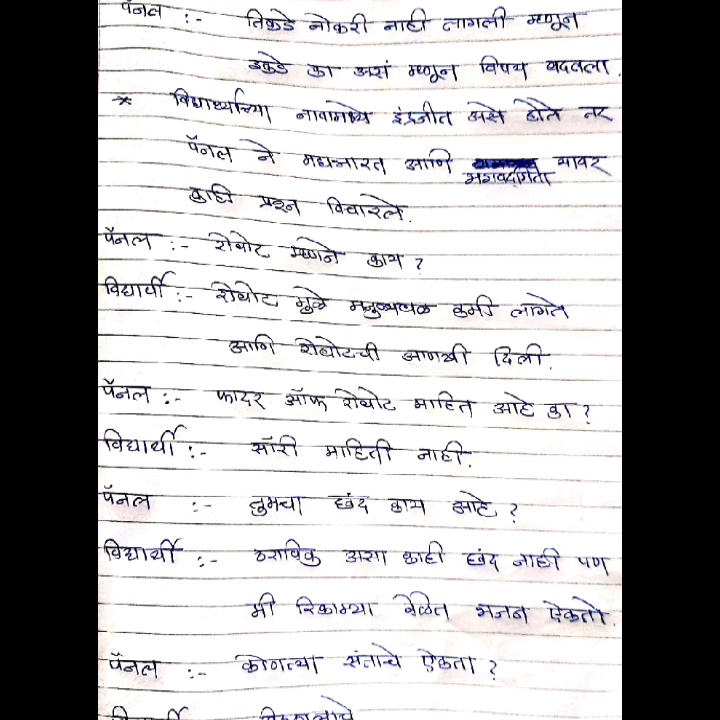 पॅनल :- तिकडे नोकरी नाही लागली म्हणून
इकडे का असं म्हणून विषय बदलला.
* विद्यार्थ्याच्या नावामध्ये इंद्रजीत असे होते तर
पॅनल ने महाभारत आणि भगवदगिता यावर
काही प्रश्न विचारले.
पॅनल :- रोबोट म्हणजे काय ?
विद्यार्थी :- रोबोट मुळे मनुष्यबळ कमी लागते
आणि रोबोटची आणखी दिली.
पॅनल :- फादर ऑफ रोबोट माहित आहे का ?
विद्यार्थी :- सॉरी माहिती नाही.
पॅनल :- तुमचा छंद काय आहे ?
विद्यार्थी :- ठराविक असा काही छंद नाही पण
मी रिकाम्या वेळेत भजन ऐकतो.
पॅनल :- कोणत्या संताचे ऐकता ?
विद्यार्थी